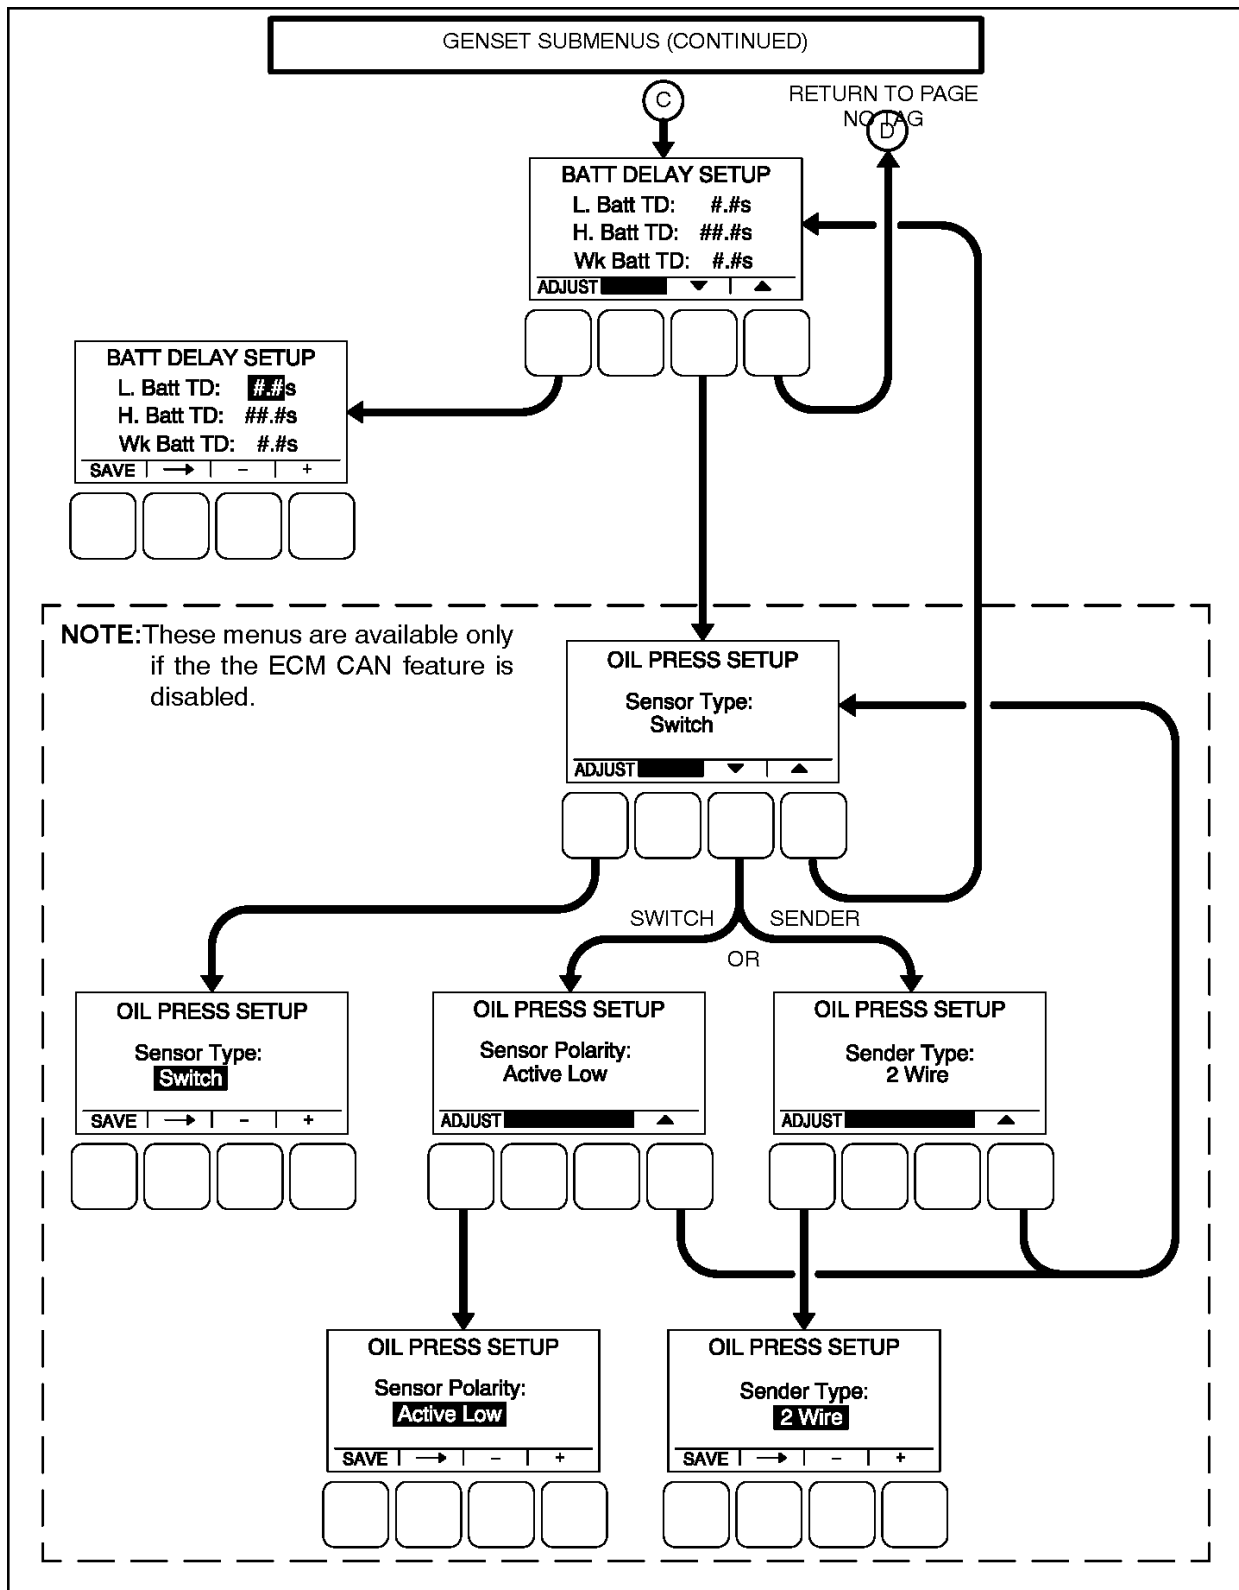 GENSET SUBMENUS (CONTINUED)
C
RETURN TO PAGE
NO TAG
D
BATT DELAY SETUP
L. Batt TD: #.#s
H. Batt TD: ##.#s
Wk Batt TD: #.#s
ADJUST
BATT DELAY SETUP
L. Batt TD: #.#s
H. Batt TD: ##.#s
Wk Batt TD: #.#s
SAVE → - +
NOTE: These menus are available only
if the the ECM CAN feature is
disabled.
OIL PRESS SETUP
Sensor Type:
Switch
ADJUST
SWITCH
OR
SENDER
OIL PRESS SETUP
Sensor Type:
Switch
SAVE → - +
OIL PRESS SETUP
Sensor Polarity:
Active Low
ADJUST
OIL PRESS SETUP
Sender Type:
2 Wire
ADJUST
OIL PRESS SETUP
Sensor Polarity:
Active Low
SAVE → - +
OIL PRESS SETUP
Sender Type:
2 Wire
SAVE → - +